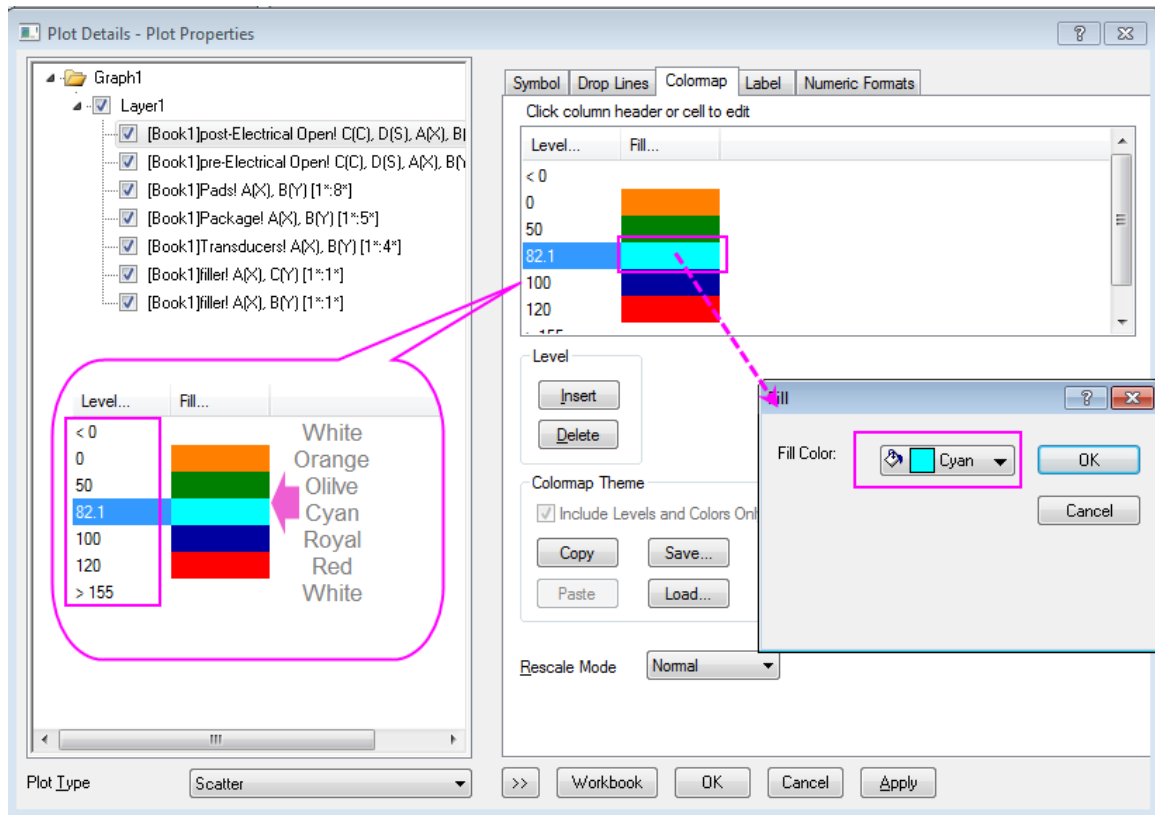 Plot Details - Plot Properties
Graph1
Layer1
[Book1]post-Electrical Open! C(C), D(S), A(X), B(
[Book1]pre-Electrical Open! C(C), D(S), A(X), B(Y
[Book1]Pads! A(X), B(Y) [1*:8*]
[Book1]Package! A(X), B(Y) [1*:5*]
[Book1]Transducers! A(X), B(Y) [1*:4*]
[Book1]filler! A(X), C(Y) [1*:1*]
[Book1]filler! A(X), B(Y) [1*:1*]
Level... Fill...
< 0 White
0 Orange
50 Olilve
82.1 Cyan
100 Royal
120 Red
> 155 White
Plot Type Scatter
Symbol Drop Lines Colormap Label Numeric Formats
Click column header or cell to edit
Level... Fill...
< 0
0
50
82.1
100
120
> 155
Level
Insert
Delete
Colormap Theme
Include Levels and Colors Onl
Copy Save...
Paste Load...
Rescale Mode Normal
Fill
Fill Color: Cyan OK
Cancel
>> Workbook OK Cancel Apply